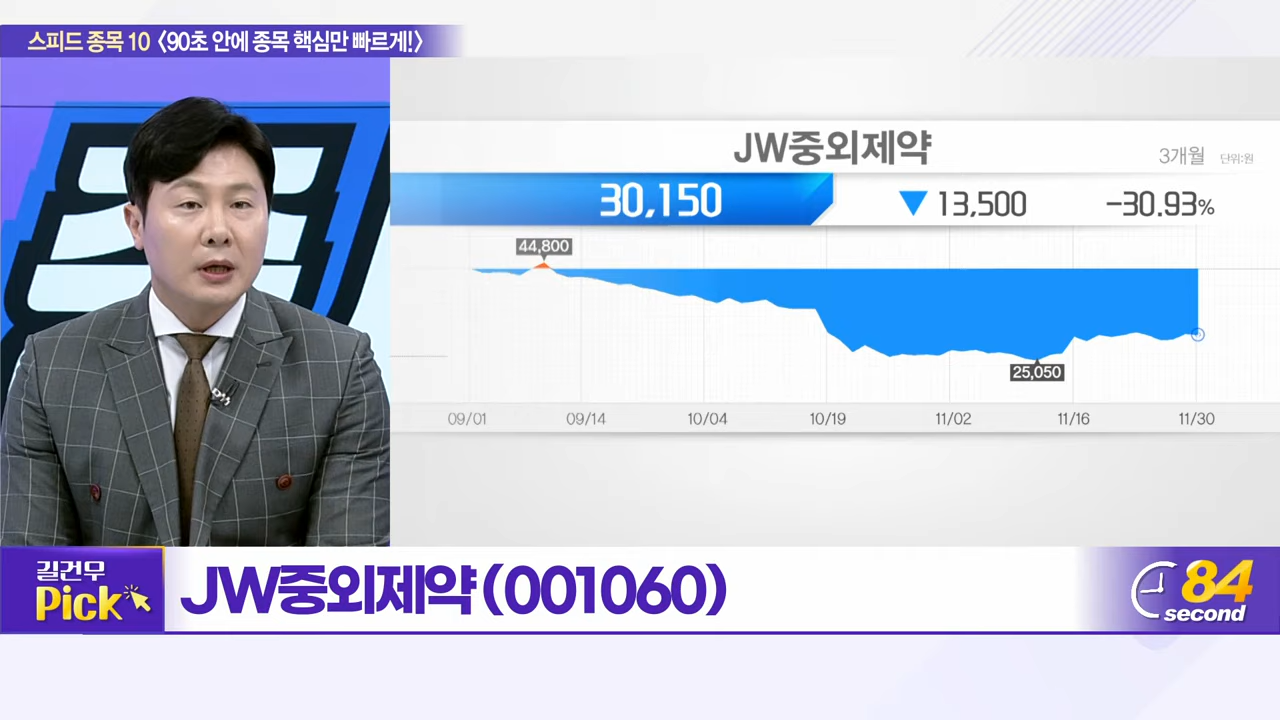 스피드 종목 10 〈90초 안에 종목 핵심만 빠르게!〉
JW중외제약
3개월 단위:원
30,150 ▼ 13,500 -30.93%
44,800
25,050
09/01 09/14 10/04 10/19 11/02 11/16 11/30
길건무
Pick
JW중외제약(001060)
84
second